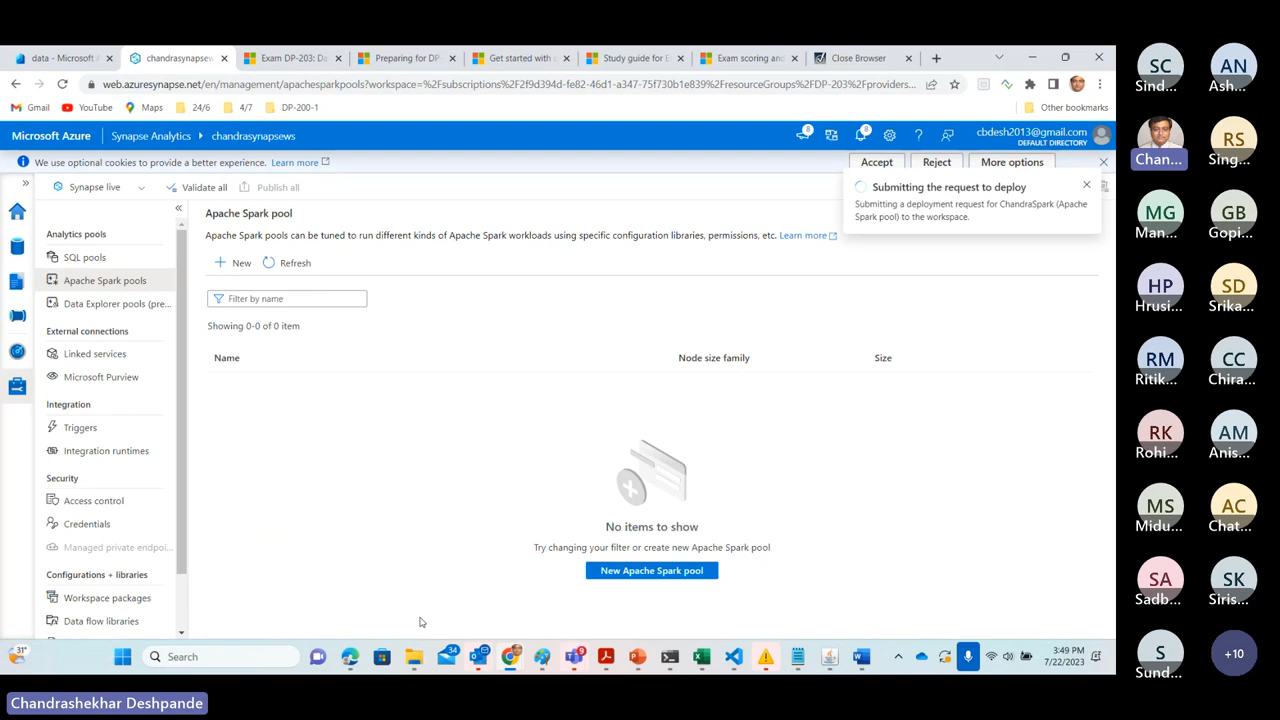 data - Microsoft A
chandrasynapsews
Exam DP-203: Da
Preparing for DP
Get started with
Study guide for E
Exam scoring and
Close Browser
web.azuresynapse.net/en/management/apachesparkpools?workspace=%2Fsubscriptions%2F2f9d394d-fe82-46d1-a347-75f730b1e839%2FresourceGroups%2FDP-203%2Fproviders...
Gmail
YouTube
Maps
24/6
4/7
DP-200-1
Other bookmarks
Microsoft Azure
Synapse Analytics
chandrasynapsews
8
8
cbdesh2013@gmail.com
DEFAULT DIRECTORY
We use optional cookies to provide a better experience. Learn more
Accept
Reject
More options
Synapse live
Validate all
Publish all
Submitting the request to deploy
Submitting a deployment request for ChandraSpark (Apache
Spark pool) to the workspace.
Analytics pools
SQL pools
Apache Spark pools
Data Explorer pools (pre...
External connections
Linked services
Microsoft Purview
Integration
Triggers
Integration runtimes
Security
Access control
Credentials
Managed private endpoi...
Configurations + libraries
Workspace packages
Data flow libraries
Apache Spark pool
Apache Spark pools can be tuned to run different kinds of Apache Spark workloads using specific configuration libraries, permissions, etc. Learn more
New
Refresh
Filter by name
Showing 0-0 of 0 item
Name
Node size family
Size
No items to show
Try changing your filter or create new Apache Spark pool
New Apache Spark pool
31°
Search
34
9
3:49 PM
7/22/2023
SC
Sind...
AN
Ash...
Chan...
RS
Sing...
MG
Man...
GB
Gopi...
HP
Hrusi...
SD
Srika...
RM
Ritik...
CC
Chira...
RK
Rohi...
AM
Anis...
MS
Midu...
AC
Chat...
SA
Sadb...
SK
Siris...
S
Sund...
+10
Chandrashekhar Deshpande